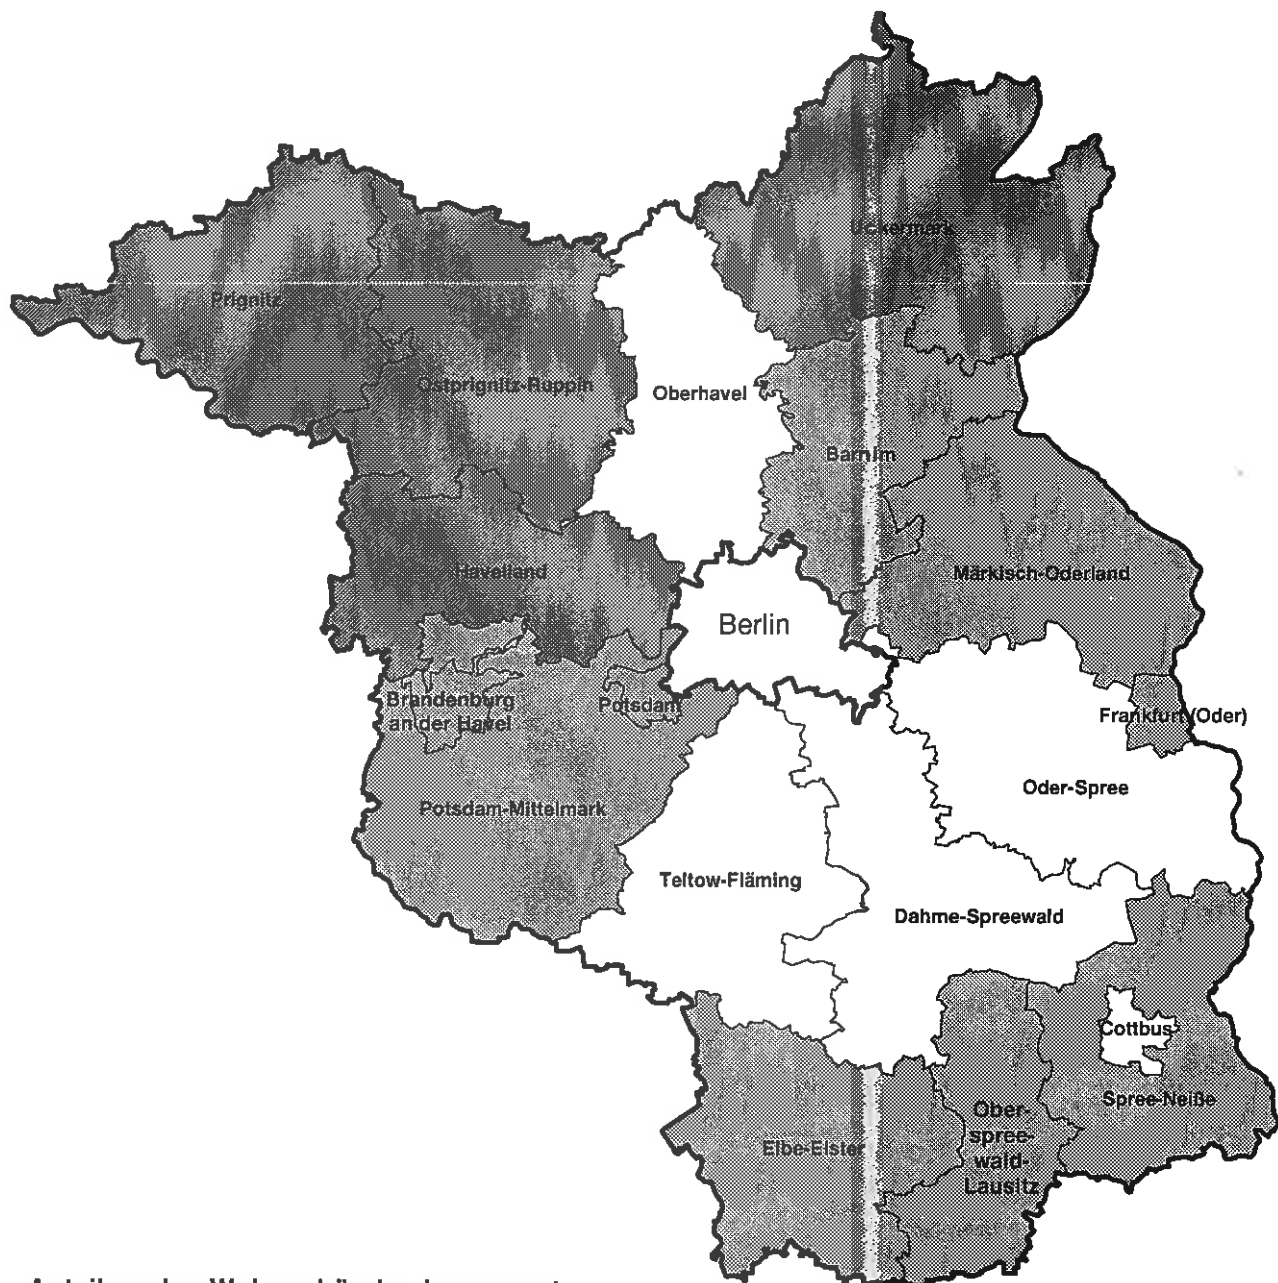 Uckermark
Prignitz
Ostprignitz-Ruppin
Oberhavel
Barnim
Havelland
Märkisch-Oderland
Berlin
Brandenburg
an der Havel
Potsdam
Frankfurt (Oder)
Oder-Spree
Potsdam-Mittelmark
Teltow-Fläming
Dahme-Spreewald
Cottbus
Spree-Neiße
Ober-
spree-
wald-
Lausitz
Elbe-Elster